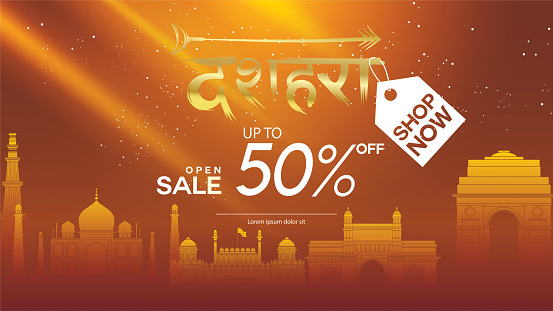 दशहरा
SHOP
NOW
UP TO
50% OFF
OPEN
SALE
Lorem ipsum dolor sit